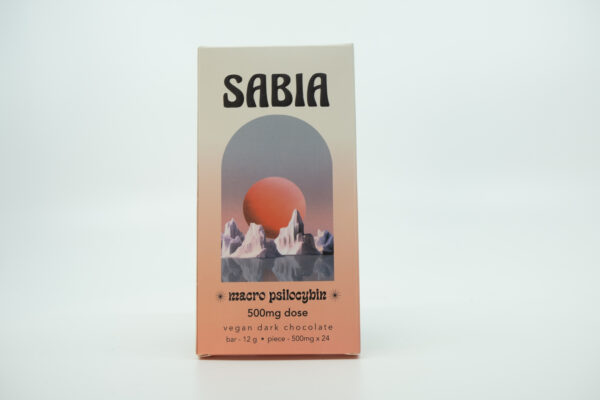 SABIA
macro psilocybin
500mg dose
vegan dark chocolate
bar - 12 g • piece - 500mg x 24